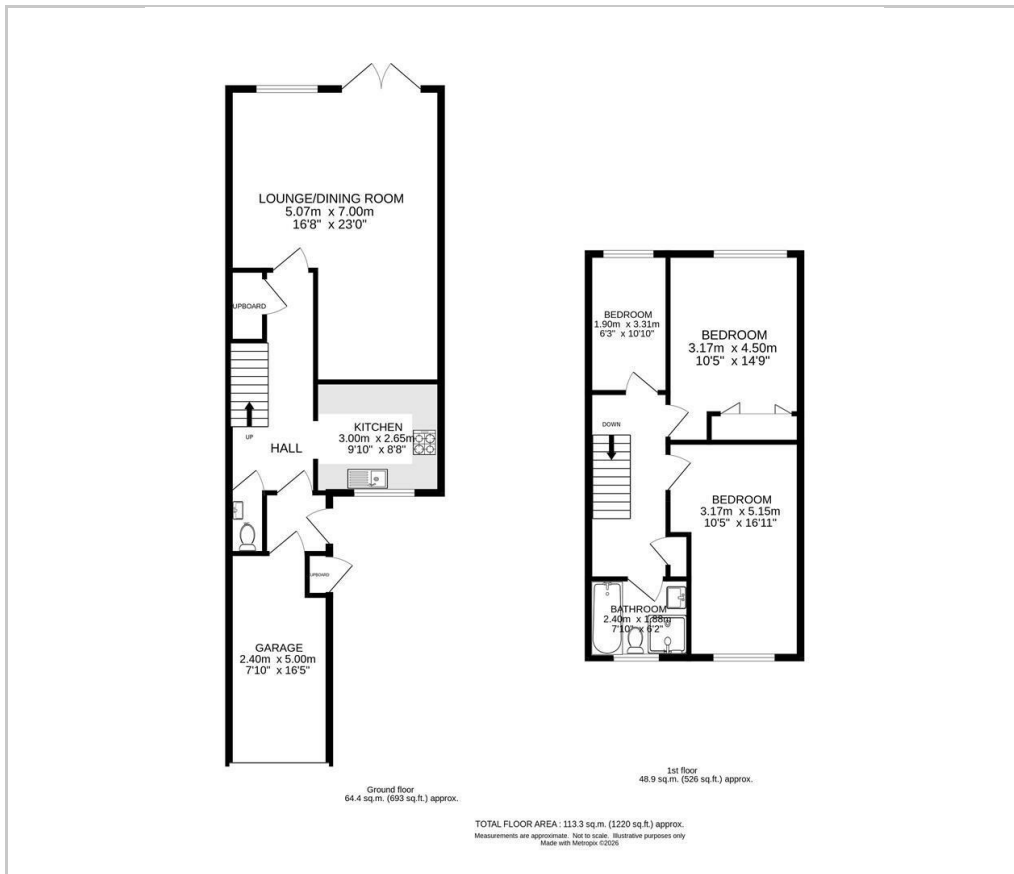 LOUNGE/DINING ROOM
5.07m x 7.00m
16'8" x 23'0"
UPBOARD
UP
HALL
KITCHEN
3.00m x 2.65m
9'10" x 8'8"
UPBOARD
GARAGE
2.40m x 5.00m
7'10" x 16'5"
Ground floor
64.4 sq.m. (693 sq.ft.) approx.
BEDROOM
1.90m x 3.31m
6'3" x 10'10"
BEDROOM
3.17m x 4.50m
10'5" x 14'9"
DOWN
BEDROOM
3.17m x 5.15m
10'5" x 16'11"
BATHROOM
2.40m x 1.88m
7'10" x 6'2"
1st floor
48.9 sq.m. (526 sq.ft.) approx.
TOTAL FLOOR AREA : 113.3 sq.m. (1220 sq.ft.) approx.
Measurements are approximate. Not to scale. Illustrative purposes only
Made with Metropix ©2026